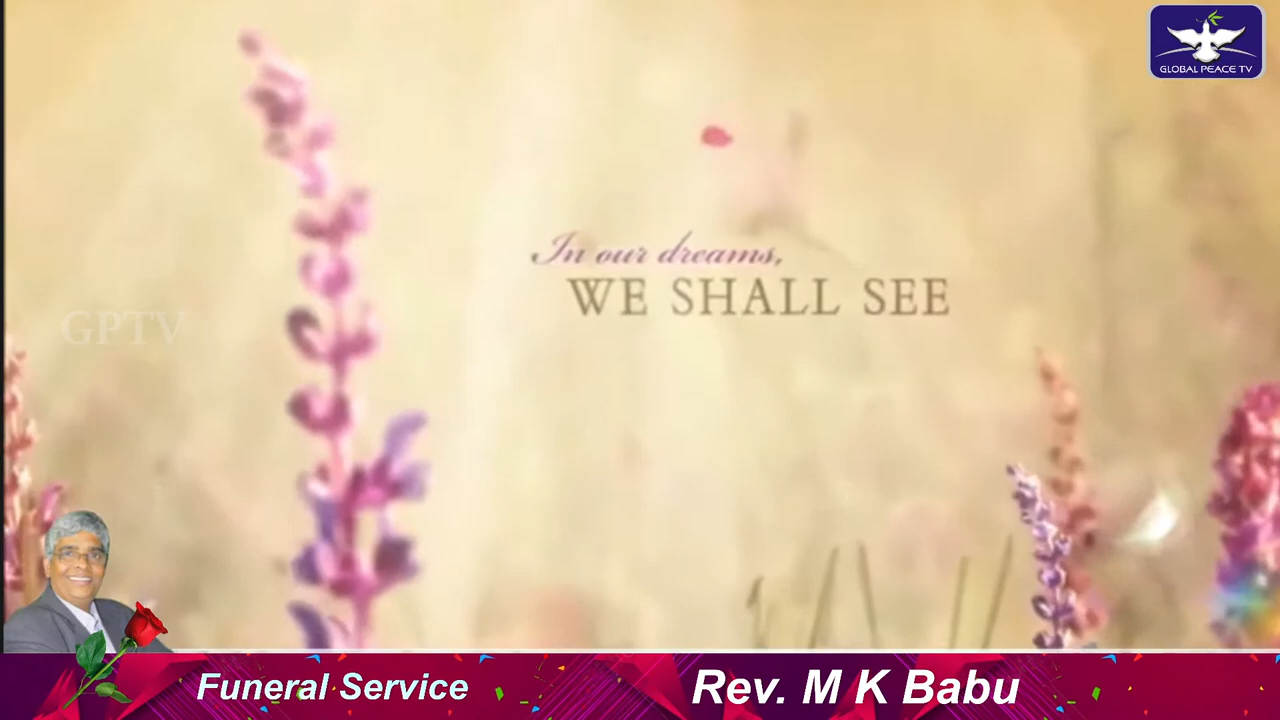 GLOBAL PEACE TV
In our dreams,
WE SHALL SEE
GPTV
Funeral Service
Rev. M K Babu